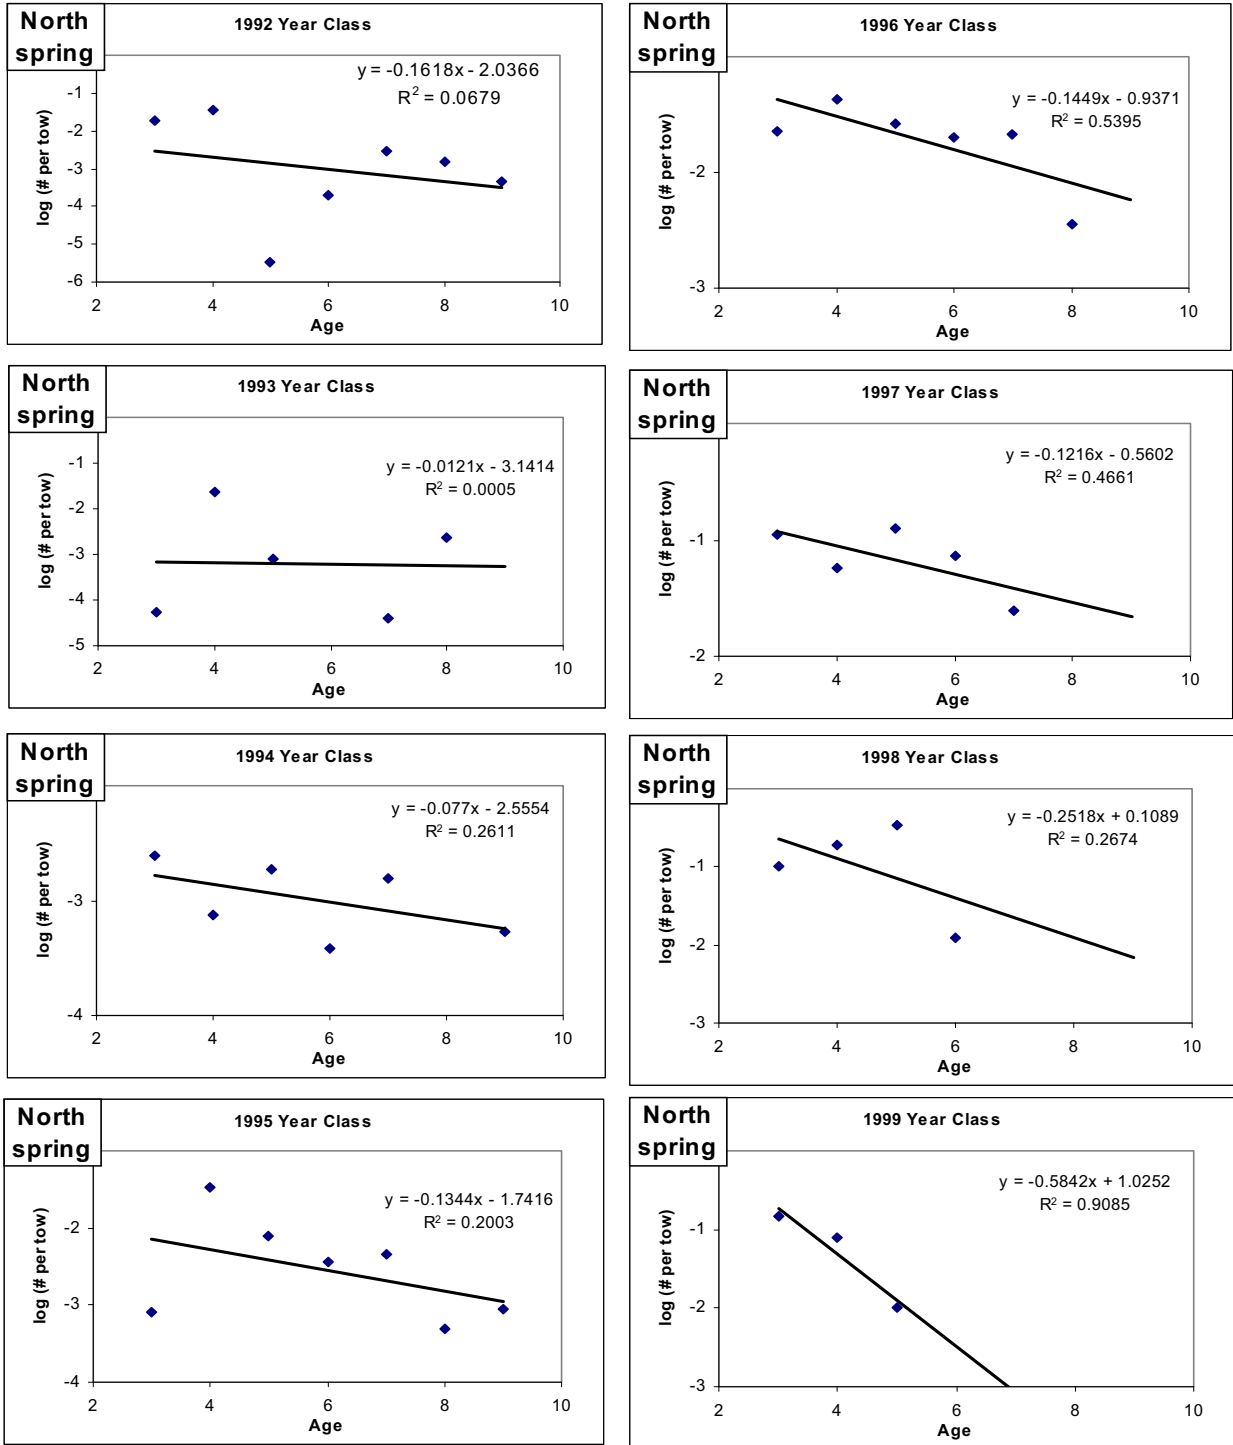 North
spring
1992 Year Class
y = -0.1618x - 2.0366
R² = 0.0679
log (# per tow)
-1
-2
-3
-4
-5
-6
2
4
6
8
10
Age
North
spring
1996 Year Class
y = -0.1449x - 0.9371
R² = 0.5395
log (# per tow)
-2
-3
2
4
6
8
10
Age
North
spring
1993 Year Class
y = -0.0121x - 3.1414
R² = 0.0005
log (# per tow)
-1
-2
-3
-4
-5
2
4
6
8
10
Age
North
spring
1997 Year Class
y = -0.1216x - 0.5602
R² = 0.4661
log (# per tow)
-1
-2
2
4
6
8
10
Age
North
spring
1994 Year Class
y = -0.077x - 2.5554
R² = 0.2611
log (# per tow)
-3
-4
2
4
6
8
10
Age
North
spring
1998 Year Class
y = -0.2518x + 0.1089
R² = 0.2674
log (# per tow)
-1
-2
-3
2
4
6
8
10
Age
North
spring
1995 Year Class
y = -0.1344x - 1.7416
R² = 0.2003
log (# per tow)
-2
-3
-4
2
4
6
8
10
Age
North
spring
1999 Year Class
y = -0.5842x + 1.0252
R² = 0.9085
log (# per tow)
-1
-2
-3
2
4
6
8
10
Age